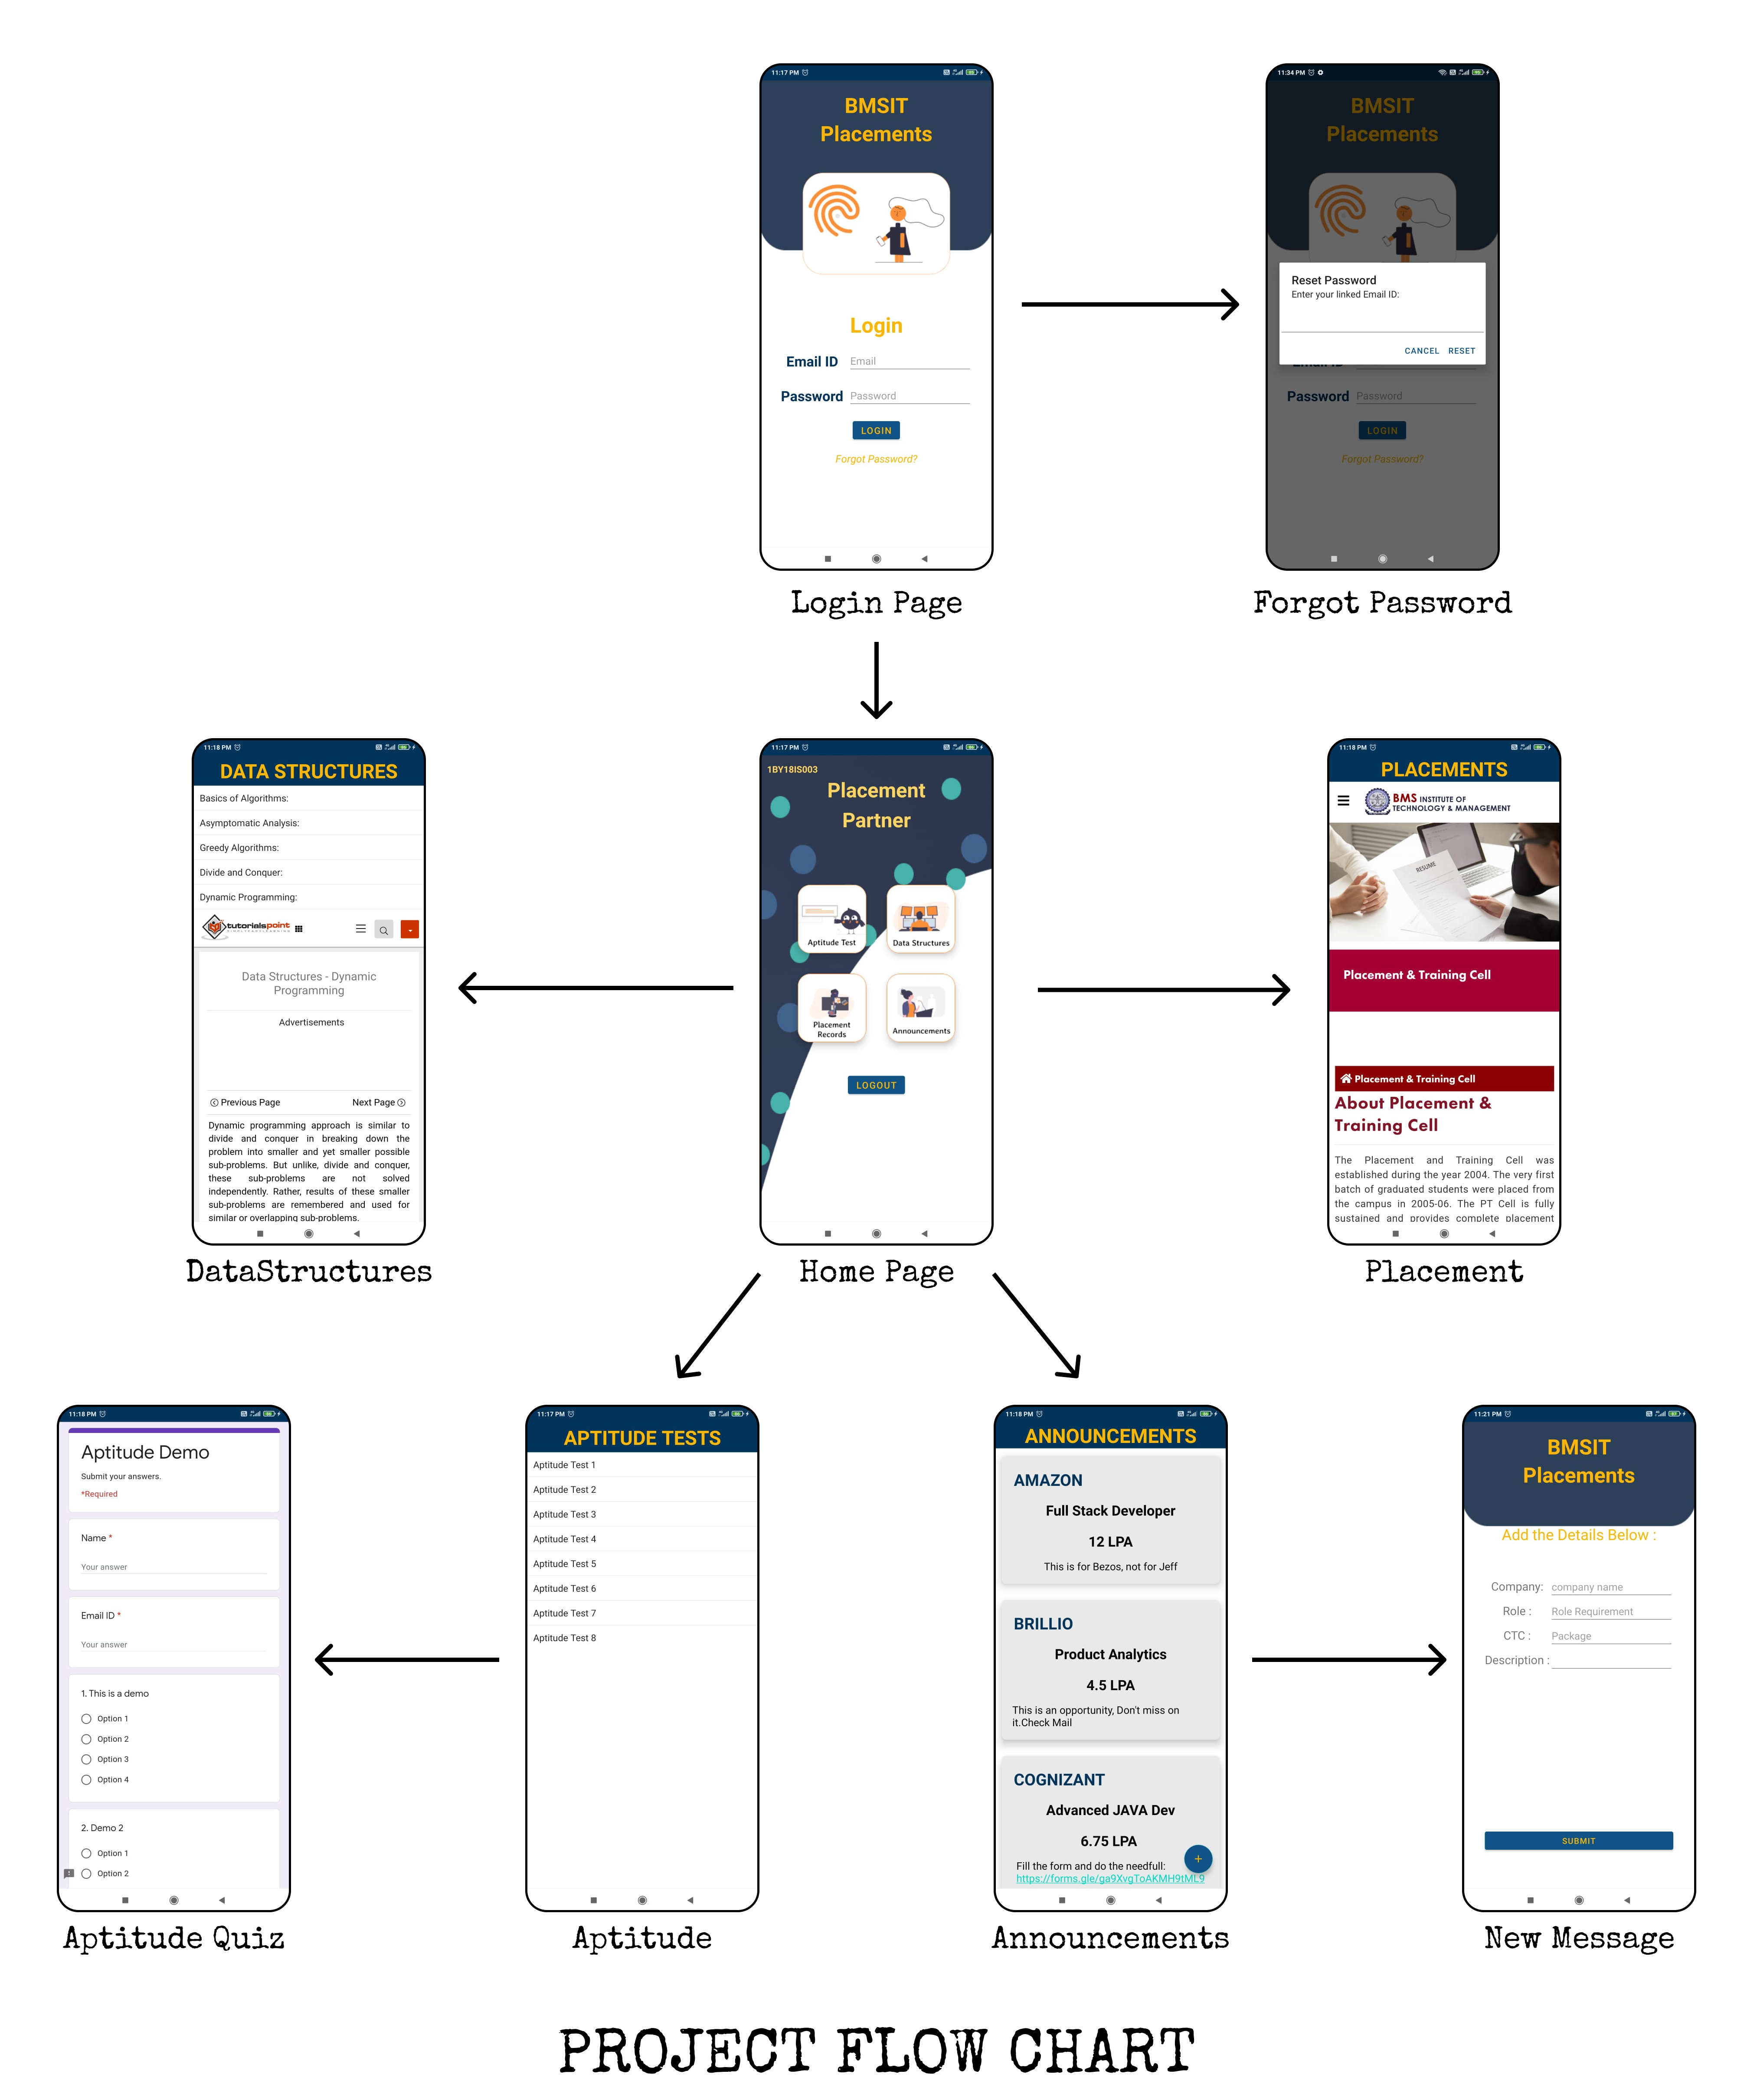 11:17 PM
BMSIT
Placements
Login
Email ID Email
Password Password
LOGIN
Forgot Password?
Login Page
11:34 PM
BMSIT
Placements
Reset Password
Enter your linked Email ID:
CANCEL RESET
Email ID
Password Password
LOGIN
Forgot Password?
Forgot Password
11:18 PM
DATA STRUCTURES
Basics of Algorithms:
Asymptomatic Analysis:
Greedy Algorithms:
Divide and Conquer:
Dynamic Programming:
tutorialspoint
Data Structures - Dynamic
Programming
Advertisements
Previous Page Next Page
Dynamic programming approach is similar to
divide and conquer in breaking down the
problem into smaller and yet smaller possible
sub-problems. But unlike, divide and conquer,
these sub-problems are not solved
independently. Rather, results of these smaller
sub-problems are remembered and used for
similar or overlapping sub-problems.
DataStructures
11:17 PM
1BY18IS003
Placement
Partner
Aptitude Test
Data Structures
Placement
Records
Announcements
LOGOUT
Home Page
11:18 PM
PLACEMENTS
BMS INSTITUTE OF
TECHNOLOGY & MANAGEMENT
RESUME
Placement & Training Cell
Placement & Training Cell
About Placement &
Training Cell
The Placement and Training Cell was
established during the year 2004. The very first
batch of graduated students were placed from
the campus in 2005-06. The PT Cell is fully
sustained and provides complete placement
Placement
11:18 PM
Aptitude Demo
Submit your answers.
*Required
Name *
Your answer
Email ID *
Your answer
1. This is a demo
Option 1
Option 2
Option 3
Option 4
2. Demo 2
Option 1
Option 2
Aptitude Quiz
11:17 PM
APTITUDE TESTS
Aptitude Test 1
Aptitude Test 2
Aptitude Test 3
Aptitude Test 4
Aptitude Test 5
Aptitude Test 6
Aptitude Test 7
Aptitude Test 8
Aptitude
11:18 PM
ANNOUNCEMENTS
AMAZON
Full Stack Developer
12 LPA
This is for Bezos, not for Jeff
BRILLIO
Product Analytics
4.5 LPA
This is an opportunity, Don't miss on
it.Check Mail
COGNIZANT
Advanced JAVA Dev
6.75 LPA
Fill the form and do the needfull:
https://forms.gle/ga9XvgToAKMH9tML9
+
Announcements
11:21 PM
BMSIT
Placements
Add the Details Below :
Company: company name
Role : Role Requirement
CTC : Package
Description :
SUBMIT
New Message
PROJECT FLOW CHART